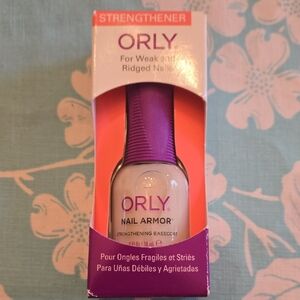 STRENGTHENER
ORLY
For Weak and
Ridged Nails
ORLY
NAIL ARMOR
STRENGTHENING BASECOAT
Pour Ongles Fragiles et Striés
Para Uñas Débiles y Agrietadas